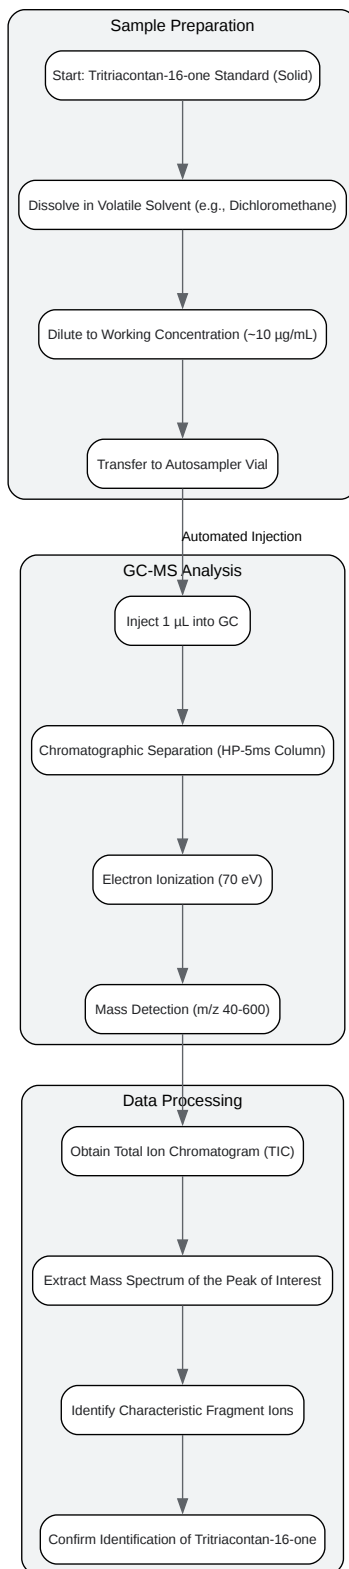 Sample Preparation
Start: Tritriacontan-16-one Standard (Solid)
Dissolve in Volatile Solvent (e.g., Dichloromethane)
Dilute to Working Concentration (~10 µg/mL)
Transfer to Autosampler Vial
Automated Injection
GC-MS Analysis
Inject 1 µL into GC
Chromatographic Separation (HP-5ms Column)
Electron Ionization (70 eV)
Mass Detection (m/z 40-600)
Data Processing
Obtain Total Ion Chromatogram (TIC)
Extract Mass Spectrum of the Peak of Interest
Identify Characteristic Fragment Ions
Confirm Identification of Tritriacontan-16-one